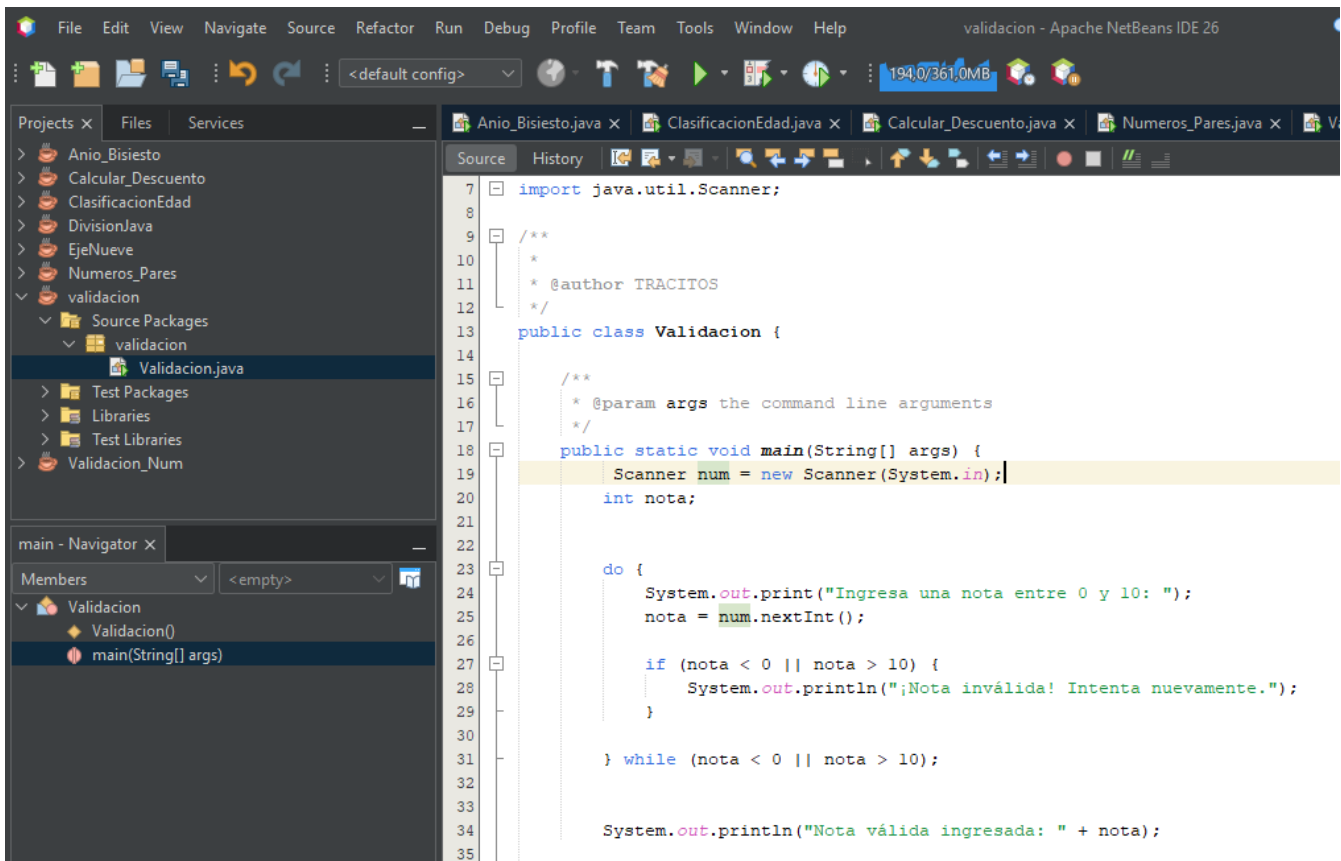 File Edit View Navigate Source Refactor Run Debug Profile Team Tools Window Help validacion - Apache NetBeans IDE 26
<default config> 194,0/361,0MB
Projects Files Services
Anio_Bisiesto.java ClasificacionEdad.java Calcular_Descuento.java Numeros_Pares.java
Anio_Bisiesto
Calcular_Descuento
ClasificacionEdad
DivisionJava
EjeNueve
Numeros_Pares
validacion
Source Packages
validacion
Validacion.java
Test Packages
Libraries
Test Libraries
Validacion_Num
main - Navigator
Members <empty>
Validacion
Validacion()
main(String[] args)
Source History
7 import java.util.Scanner;
8
9 /**
10 *
11 * @author TRACITOS
12 */
13 public class Validacion {
14
15 /**
16 * @param args the command line arguments
17 */
18 public static void main(String[] args) {
19 Scanner num = new Scanner(System.in);
20 int nota;
21
22
23 do {
24 System.out.print("Ingresa una nota entre 0 y 10: ");
25 nota = num.nextInt();
26
27 if (nota < 0 || nota > 10) {
28 System.out.println("¡Nota inválida! Intenta nuevamente.");
29 }
30
31 } while (nota < 0 || nota > 10);
32
33
34 System.out.println("Nota válida ingresada: " + nota);
35